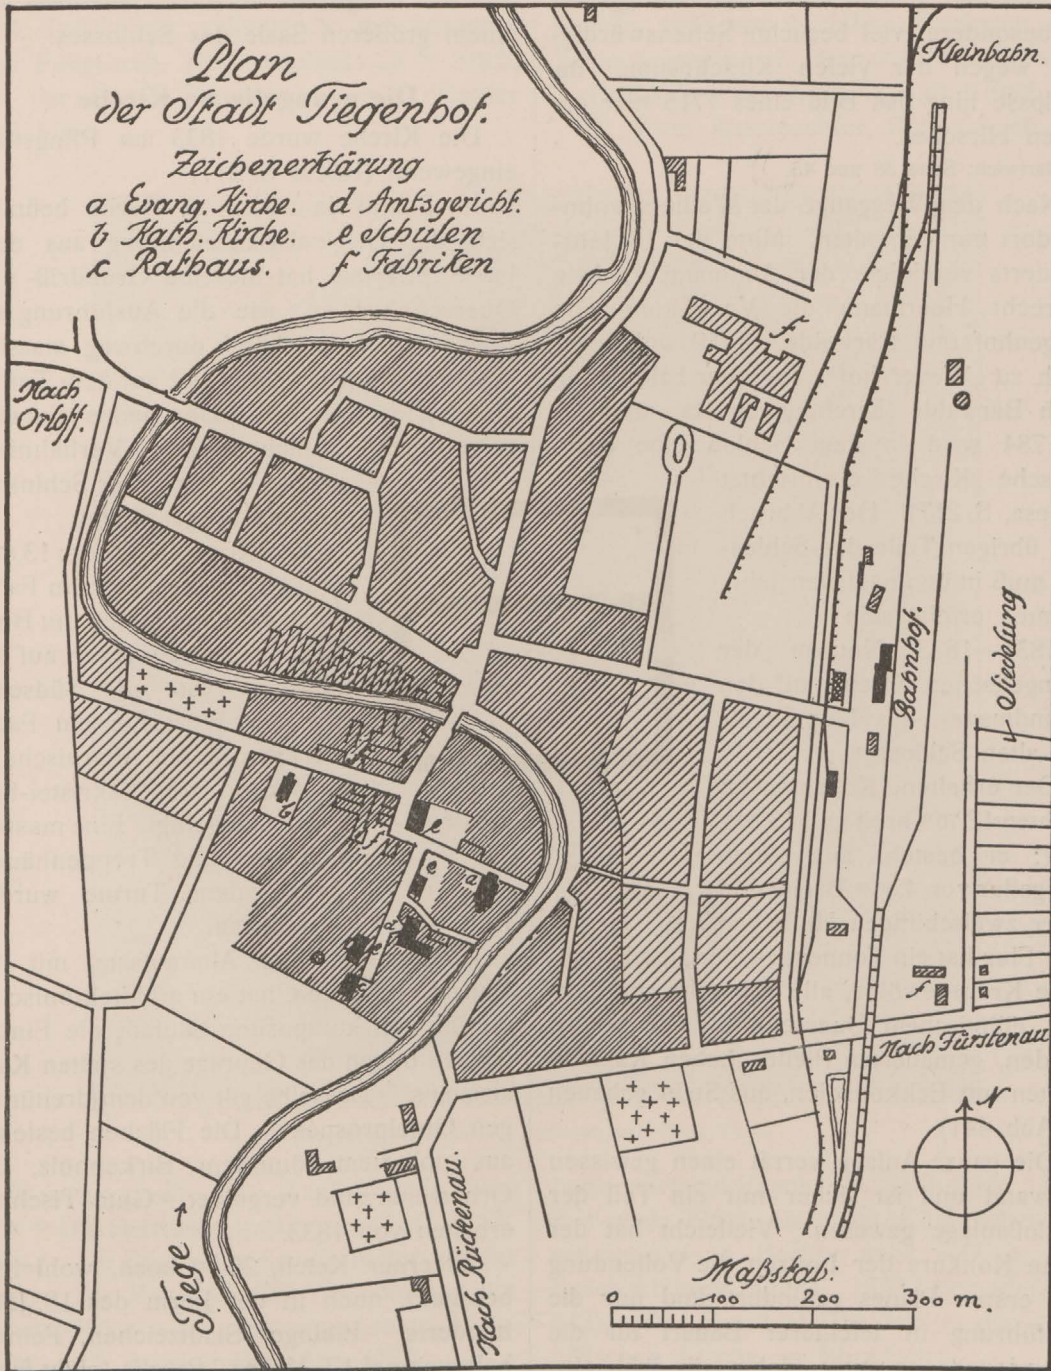 Plan
der Stadt Tiegenhof.
Zeichenerklärung
a Evang. Kirche. d Amtsgericht.
b Kath. Kirche. e Schulen
c Rathaus. f Fabriken
Kleinbahn.
f.
Nach
Orloff.
Bahnhof.
Siedlung
b
e
d
f
e
a
e
f
Nach Fürstenau
N
Tiege
Nach Rückenau.
Maßstab:
0 100 200 300 m.